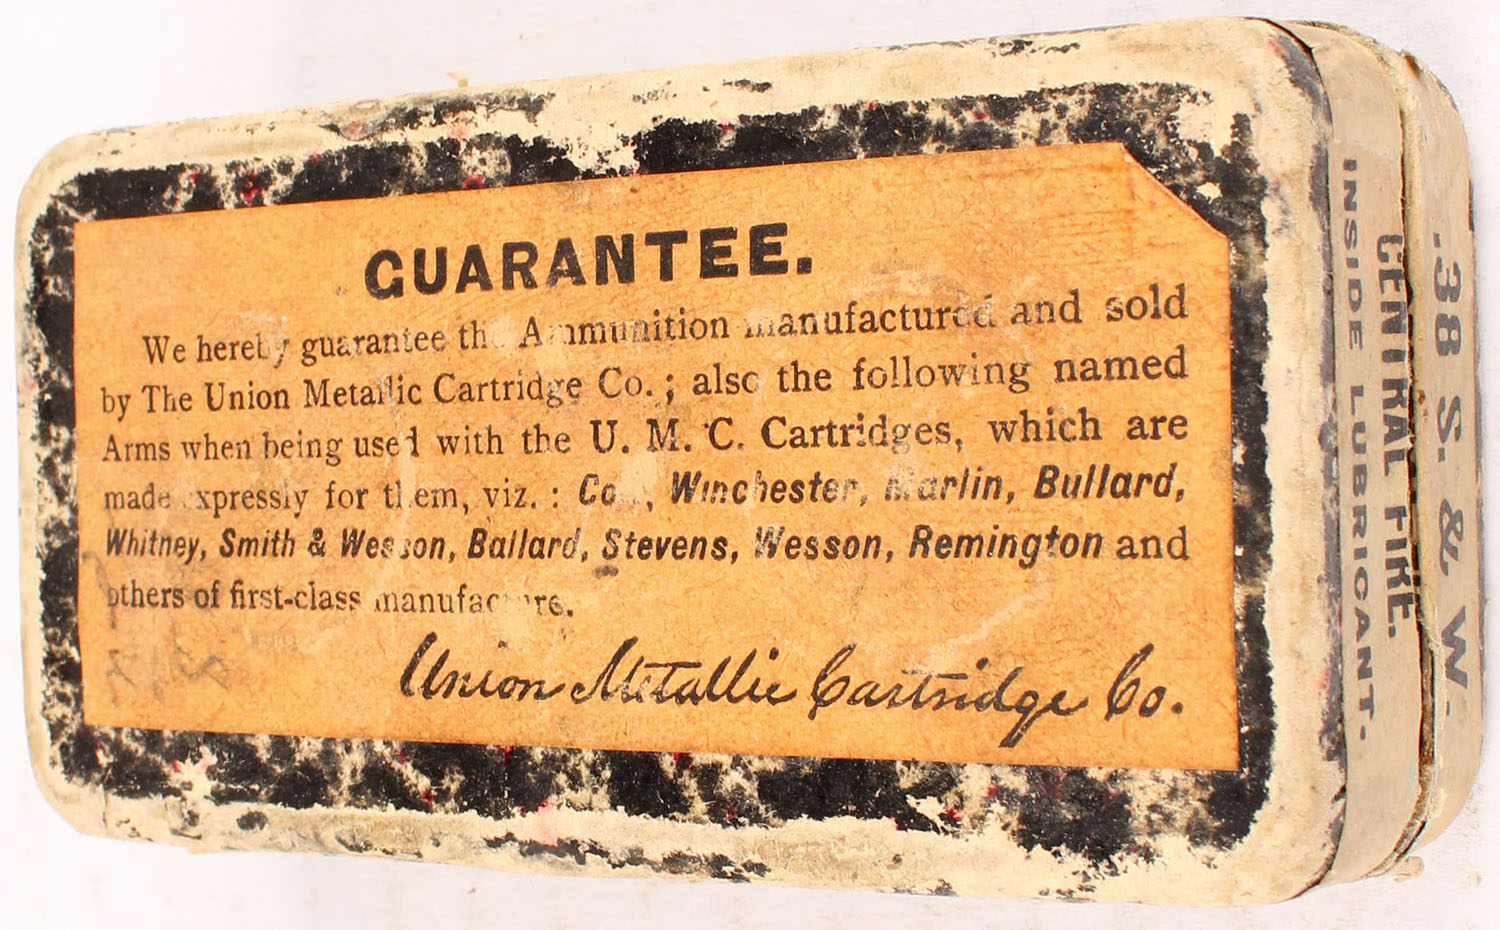 GUARANTEE.
We hereby guarantee the Ammunition manufactured and sold
by The Union Metallic Cartridge Co.; also the following named
Arms when being used with the U. M. C. Cartridges, which are
made expressly for them, viz.: Winchester, Marlin, Bullard,
Whitney, Smith & Wesson, Ballard, Stevens, Wesson, Remington and
others of first-class manufacture.
Union Metallic Cartridge Co.
.38 S. & W.
CENTRAL FIRE.
INSIDE LUBRICANT.